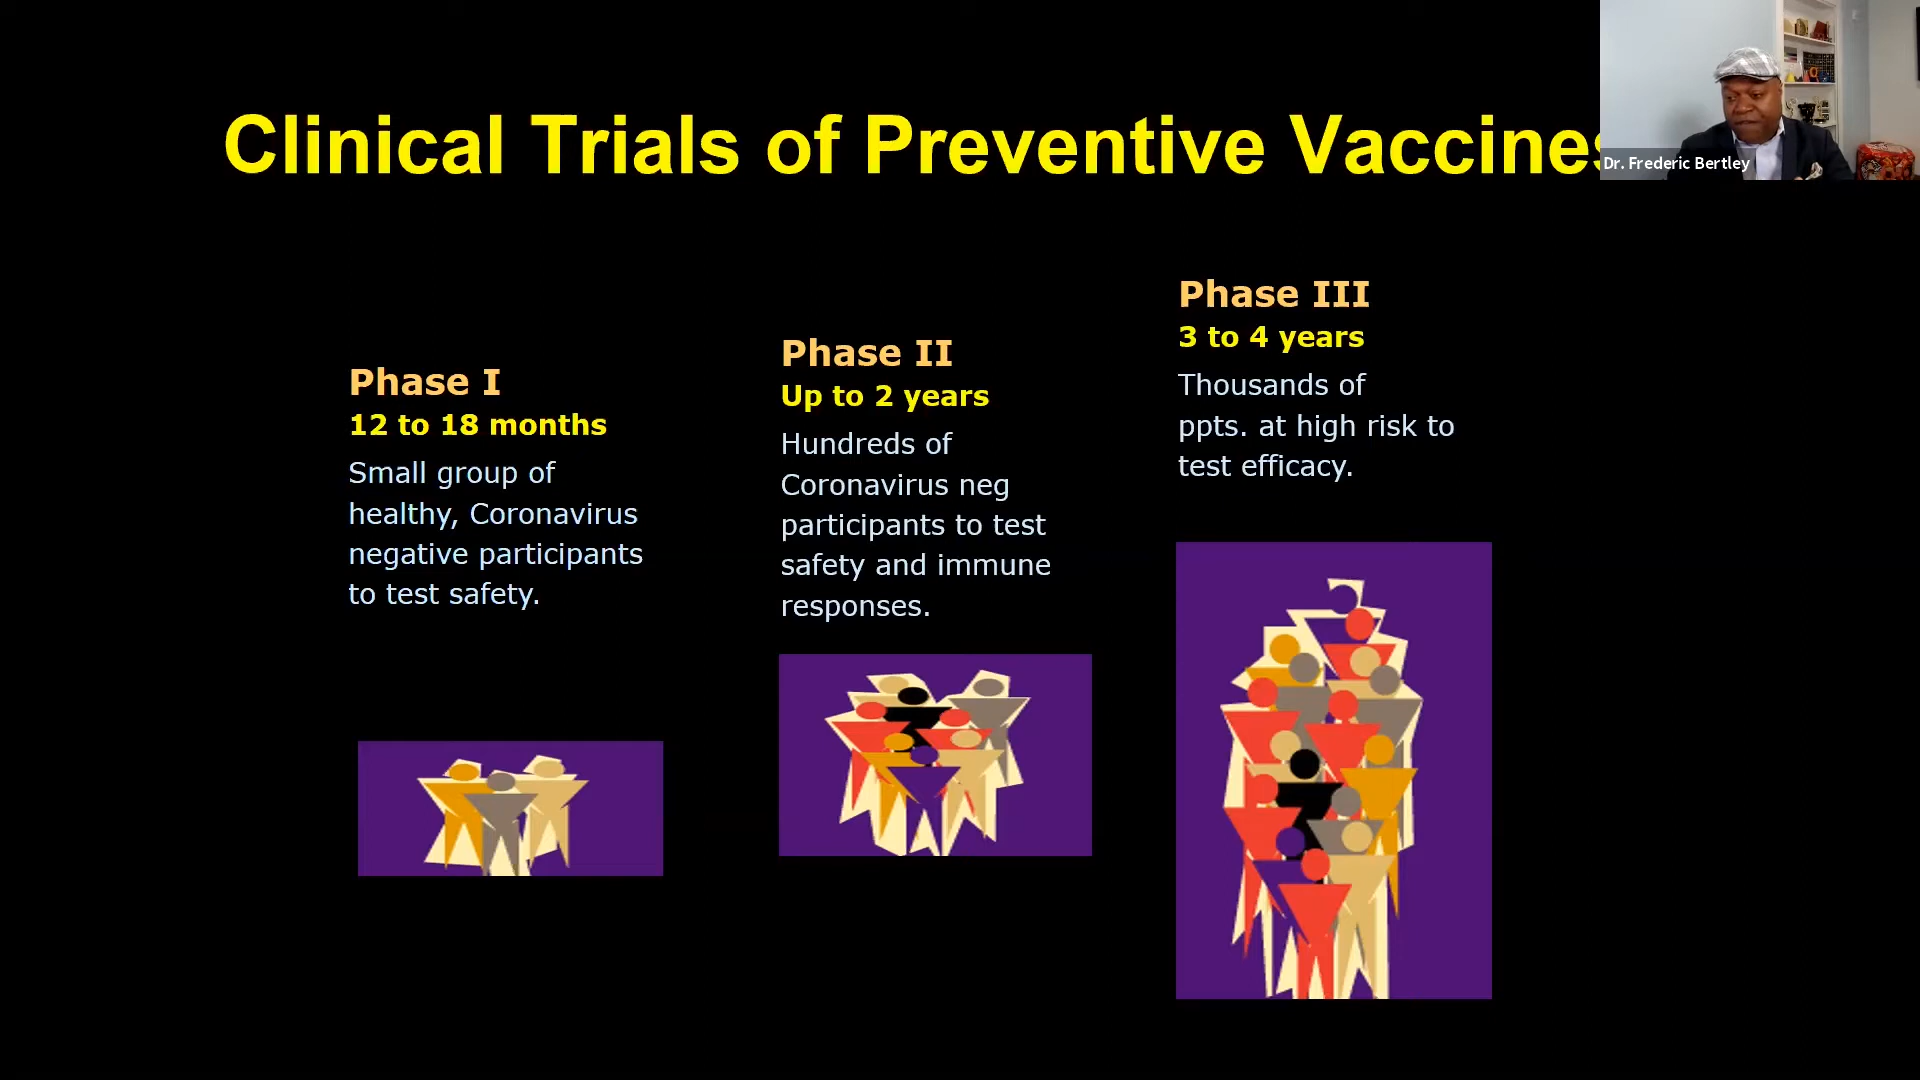 Clinical Trials of Preventive Vaccines
Dr. Frederic Bertley
Phase I
12 to 18 months
Small group of
healthy, Coronavirus
negative participants
to test safety.
Phase II
Up to 2 years
Hundreds of
Coronavirus neg
participants to test
safety and immune
responses.
Phase III
3 to 4 years
Thousands of
ppts. at high risk to
test efficacy.